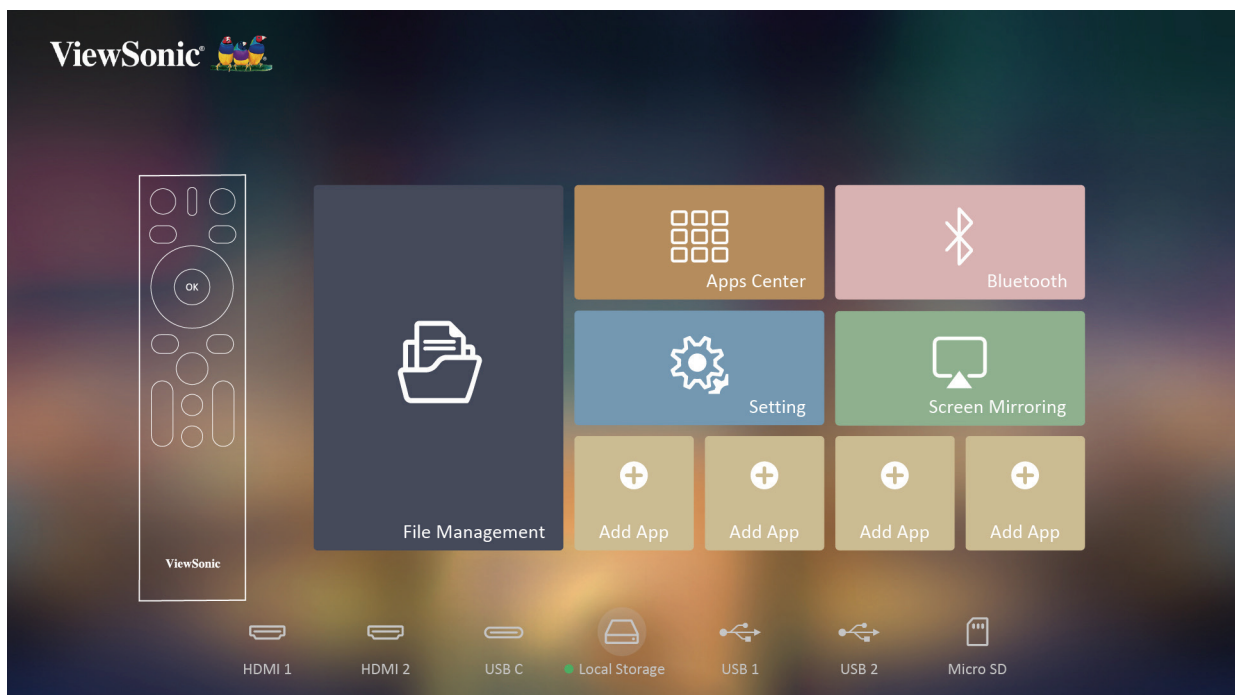 ViewSonic®
OK
Apps Center
Bluetooth
Setting
Screen Mirroring
File Management
Add App
Add App
Add App
Add App
ViewSonic
HDMI 1
HDMI 2
USB C
Local Storage
USB 1
USB 2
Micro SD